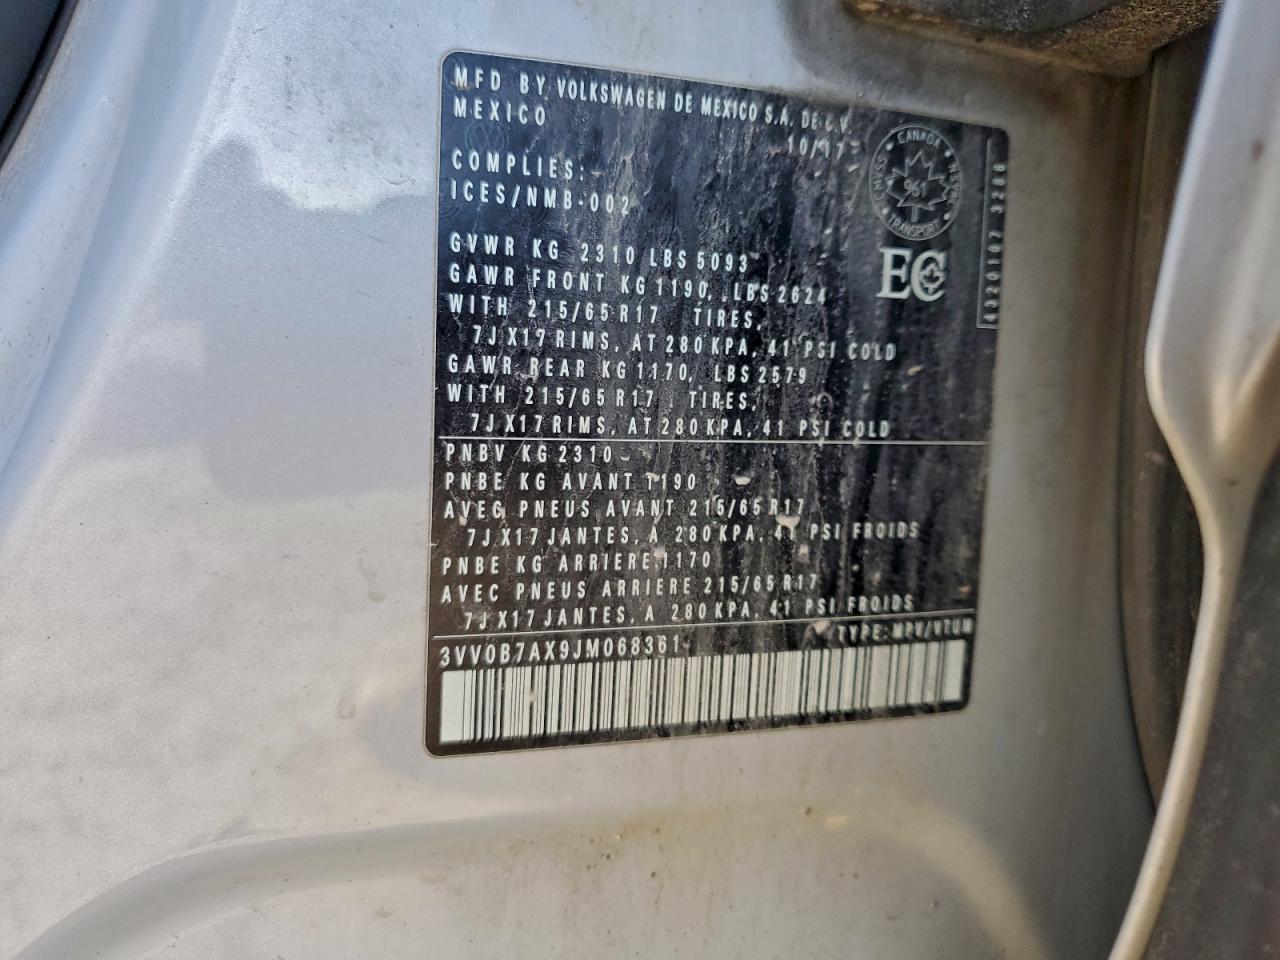 MFD BY VOLKSWAGEN DE MEXICO S.A. DE C.V.
MEXICO
10/17
CANADA
961
TRANSPORT
COMPLIES:
ICES/NMB-002
EC
GVWR KG 2310 LBS 5093
GAWR FRONT KG 1190, LBS 2624
WITH 215/65 R17 TIRES,
7J X17 RIMS, AT 280 KPA, 41 PSI COLD
GAWR REAR KG 1170, LBS 2579
WITH 215/65 R17 TIRES,
7J X17 RIMS, AT 280 KPA, 41 PSI COLD
PNBV KG 2310
PNBE KG AVANT 1190
AVEC PNEUS AVANT 215/65 R17
7J X17 JANTES, A 280 KPA, 41 PSI FROIDS
PNBE KG ARRIERE 1170
AVEC PNEUS ARRIERE 215/65 R17
7J X17 JANTES, A 280 KPA, 41 PSI FROIDS
3VV0B7AX9JM068361
TYPE: MPV/VTUM